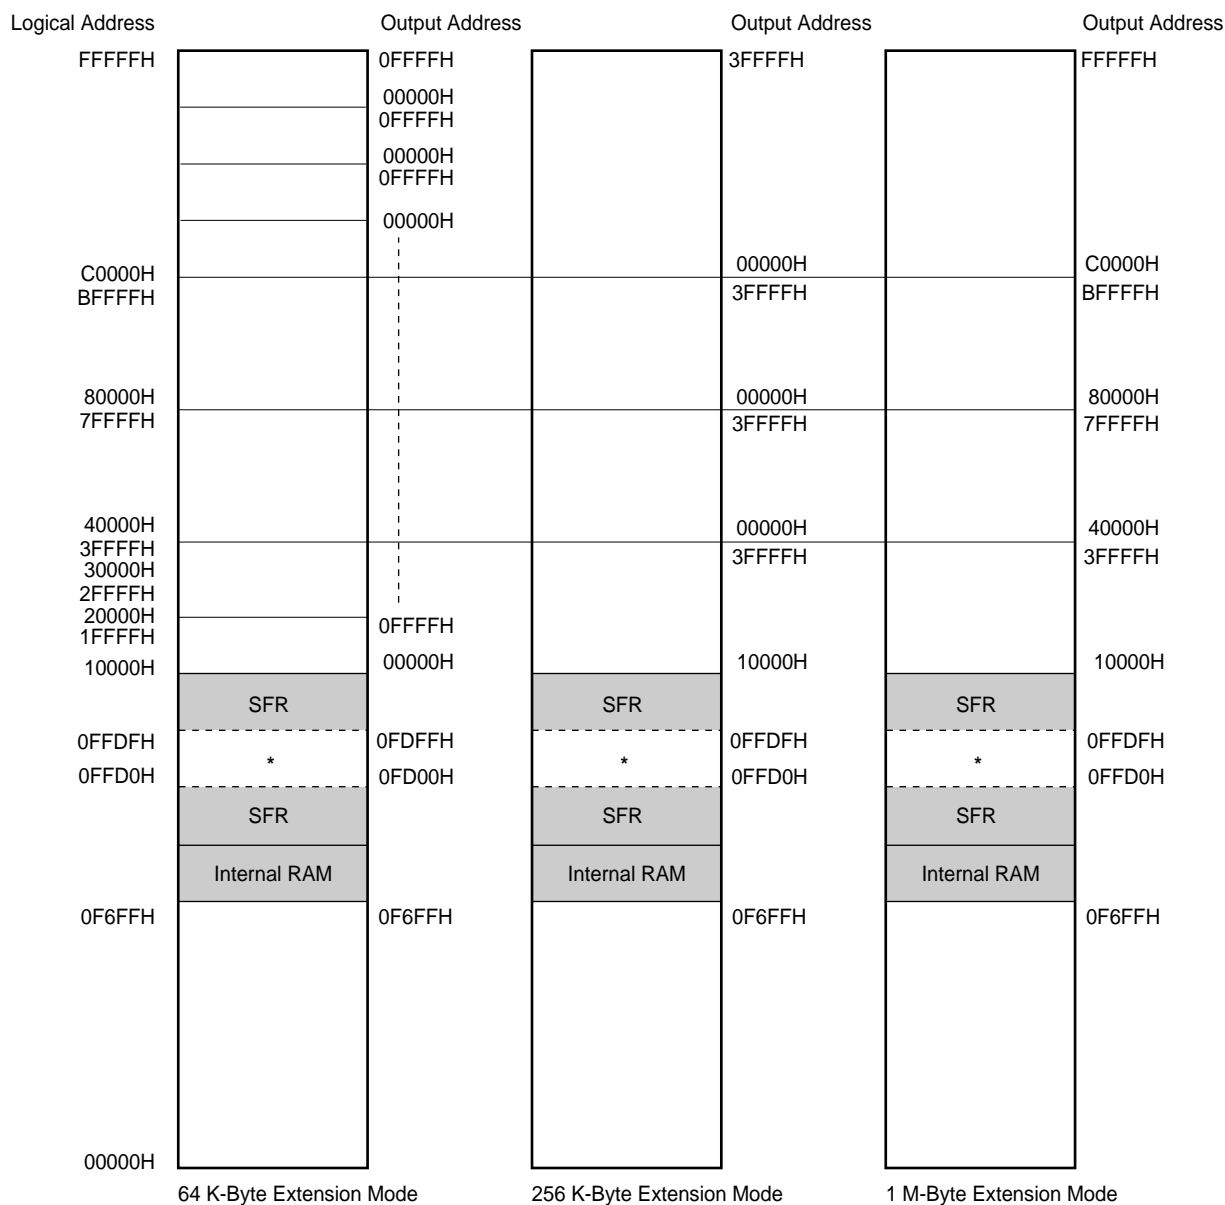 Logical Address Output Address Output Address Output Address
FFFFFH 0FFFFH 3FFFFH FFFFFH
00000H
0FFFFH
00000H
0FFFFH
00000H
C0000H 00000H C0000H
BFFFFH 3FFFFH BFFFFH
80000H 00000H 80000H
7FFFFH 3FFFFH 7FFFFH
40000H 00000H 40000H
3FFFFH 3FFFFH 3FFFFH
30000H
2FFFFH
20000H
1FFFFH 0FFFFH
10000H 00000H 10000H 10000H
SFR SFR SFR
0FFDFH 0FDFFH 0FFDFH 0FFDFH
* * *
0FFD0H 0FD00H 0FFD0H 0FFD0H
SFR SFR SFR
Internal RAM Internal RAM Internal RAM
0F6FFH 0F6FFH 0F6FFH 0F6FFH
00000H
64 K-Byte Extension Mode 256 K-Byte Extension Mode 1 M-Byte Extension Mode